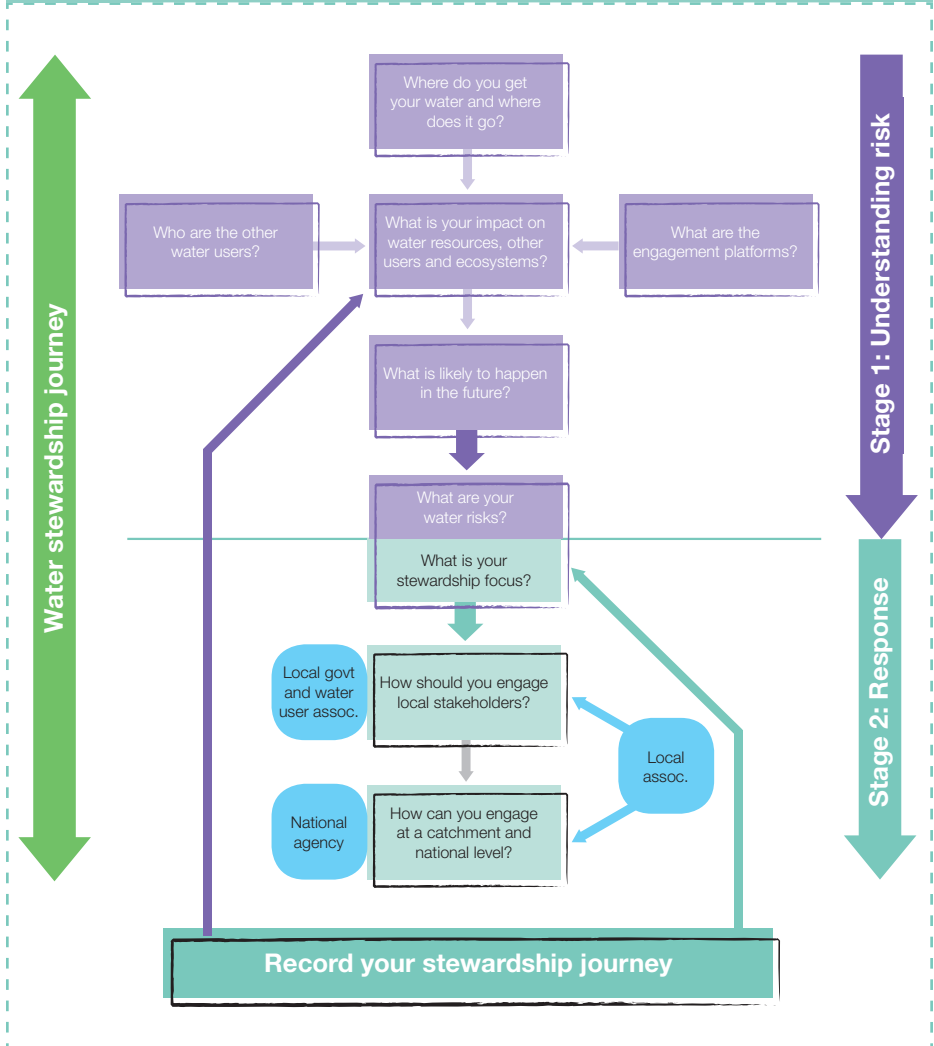 Where do you get
your water and where
does it go?
Who are the other
water users?
What is your impact on
water resources, other
users and ecosystems?
What are the
engagement platforms?
What is likely to happen
in the future?
What are your
water risks?
What is your
stewardship focus?
Local govt
and water
user assoc.
How should you engage
local stakeholders?
Local
assoc.
National
agency
How can you engage
at a catchment and
national level?
Record your stewardship journey
Water stewardship journey
Stage 1: Understanding risk
Stage 2: Response